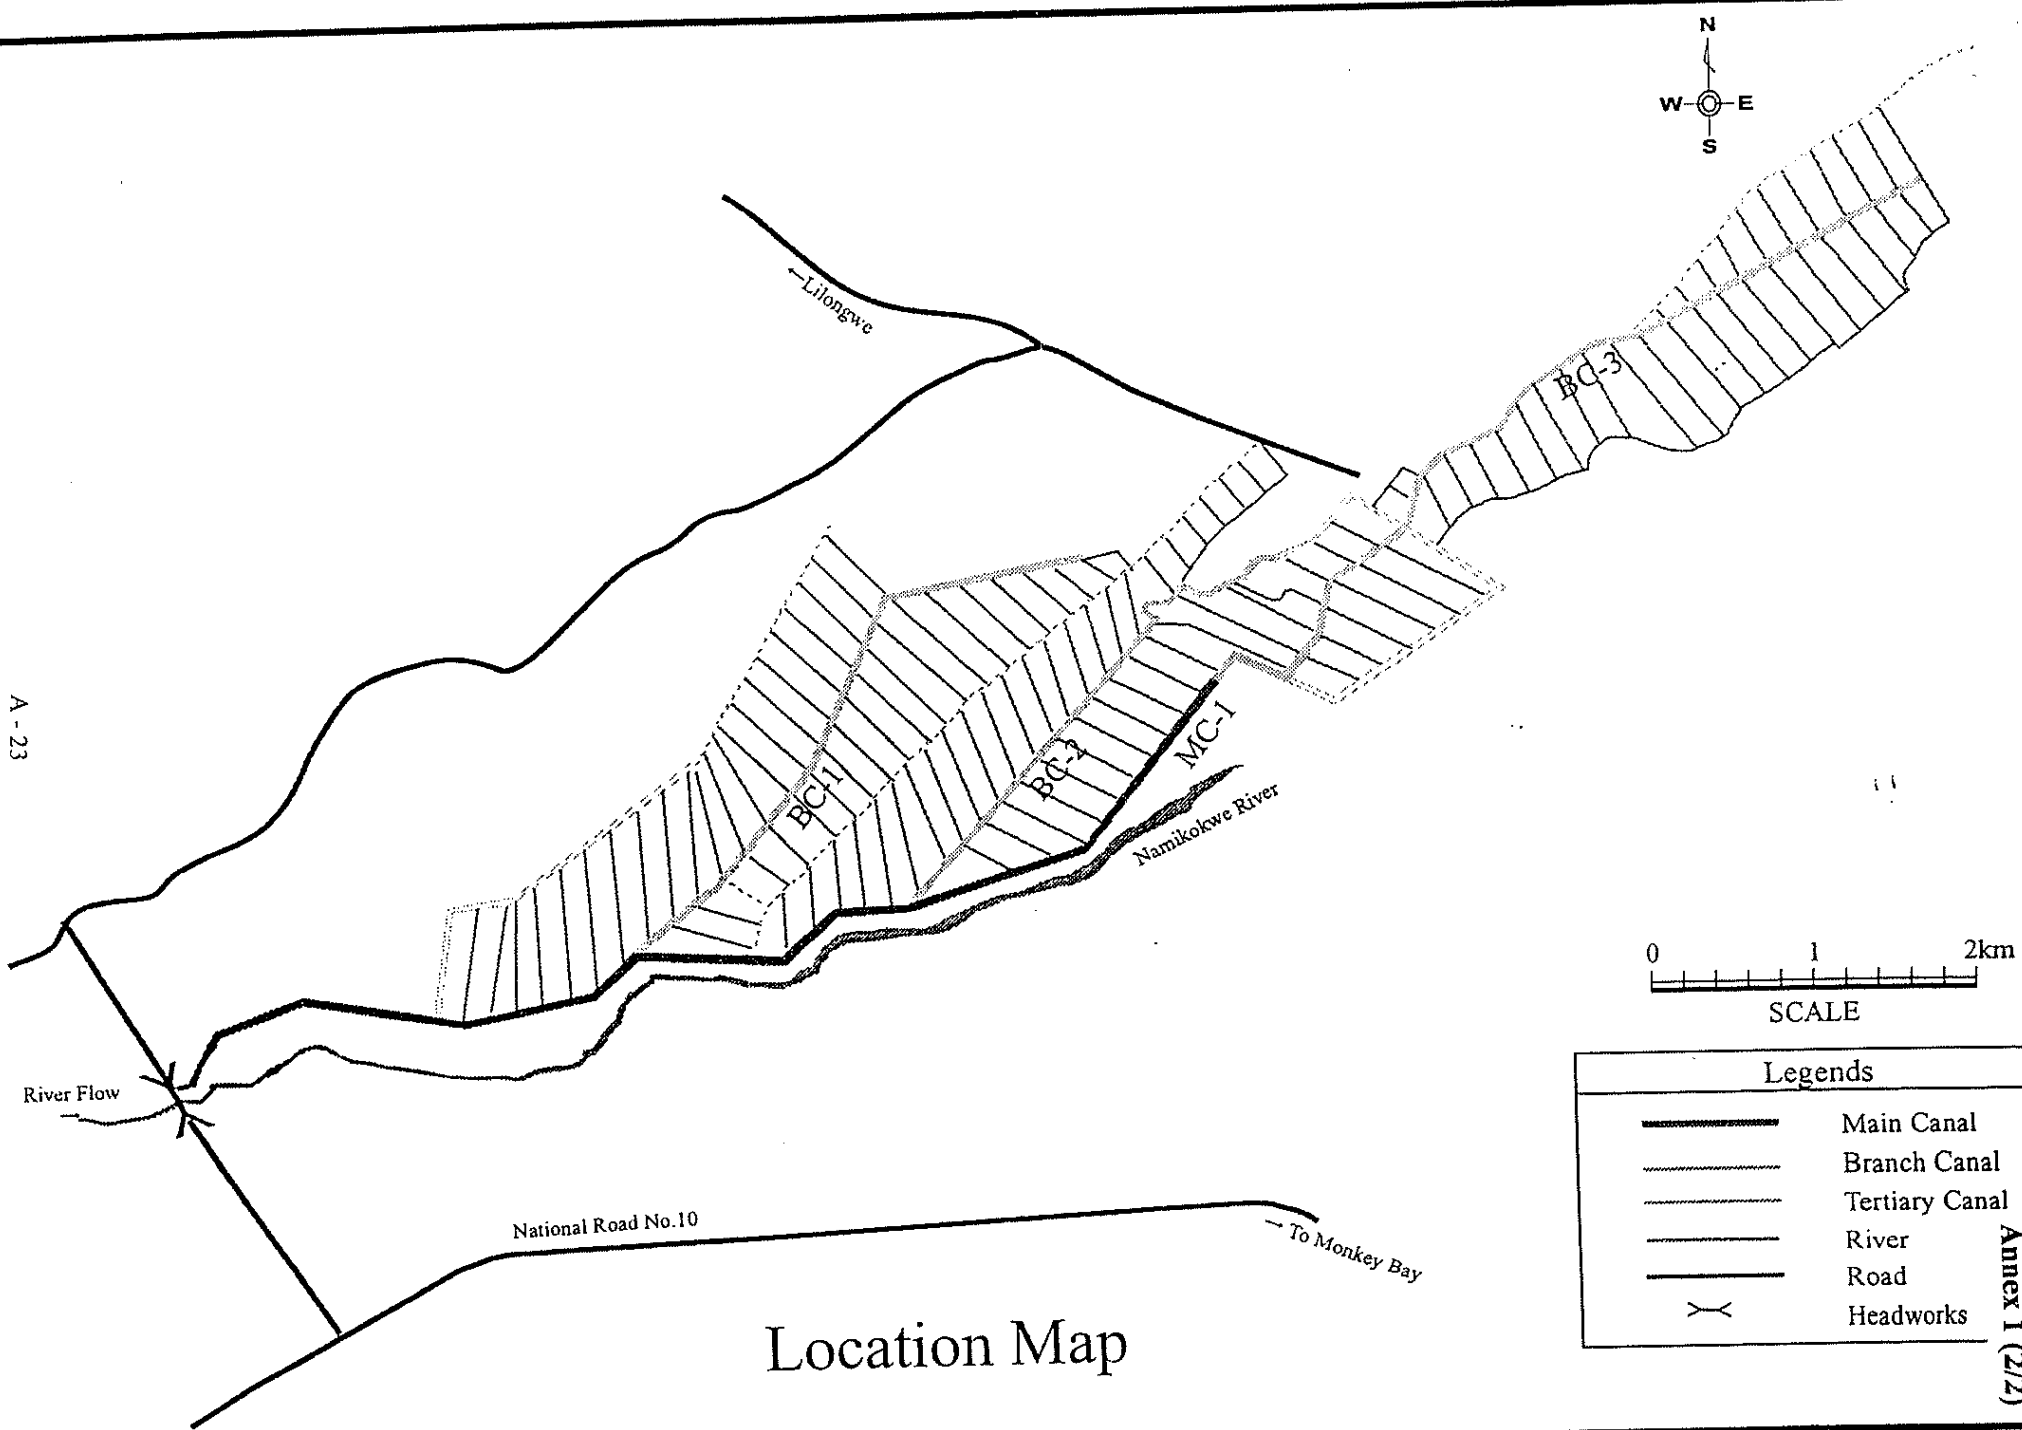 N
W E
S
←Lilongwe
BC-3
A - 23
BC-1
BC-2
MC-1
Namikokwe River
0 1 2km
SCALE
River Flow
→
Legends
Main Canal
Branch Canal
Tertiary Canal
River
Road
Headworks
National Road No.10
→ To Monkey Bay
Location Map
Annex 1 (2/2)